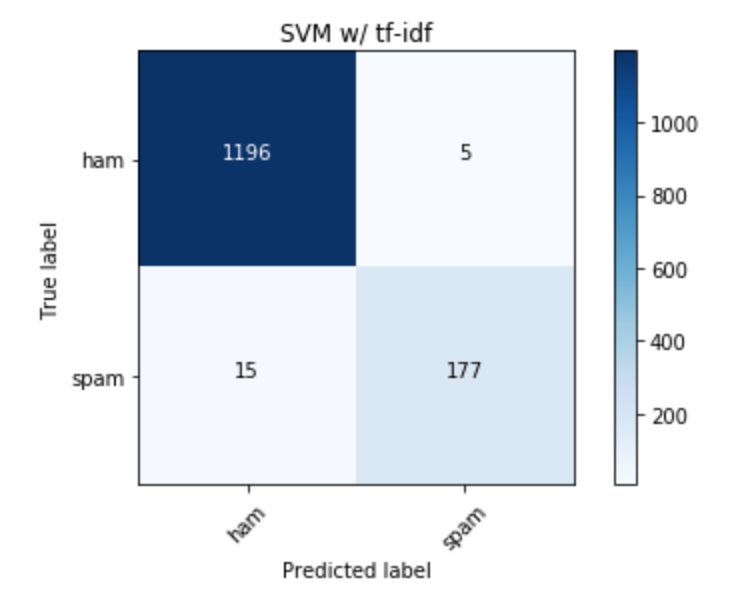 SVM w/ tf-idf
ham
1196
5
spam
15
177
ham
spam
True label
Predicted label
1000
800
600
400
200